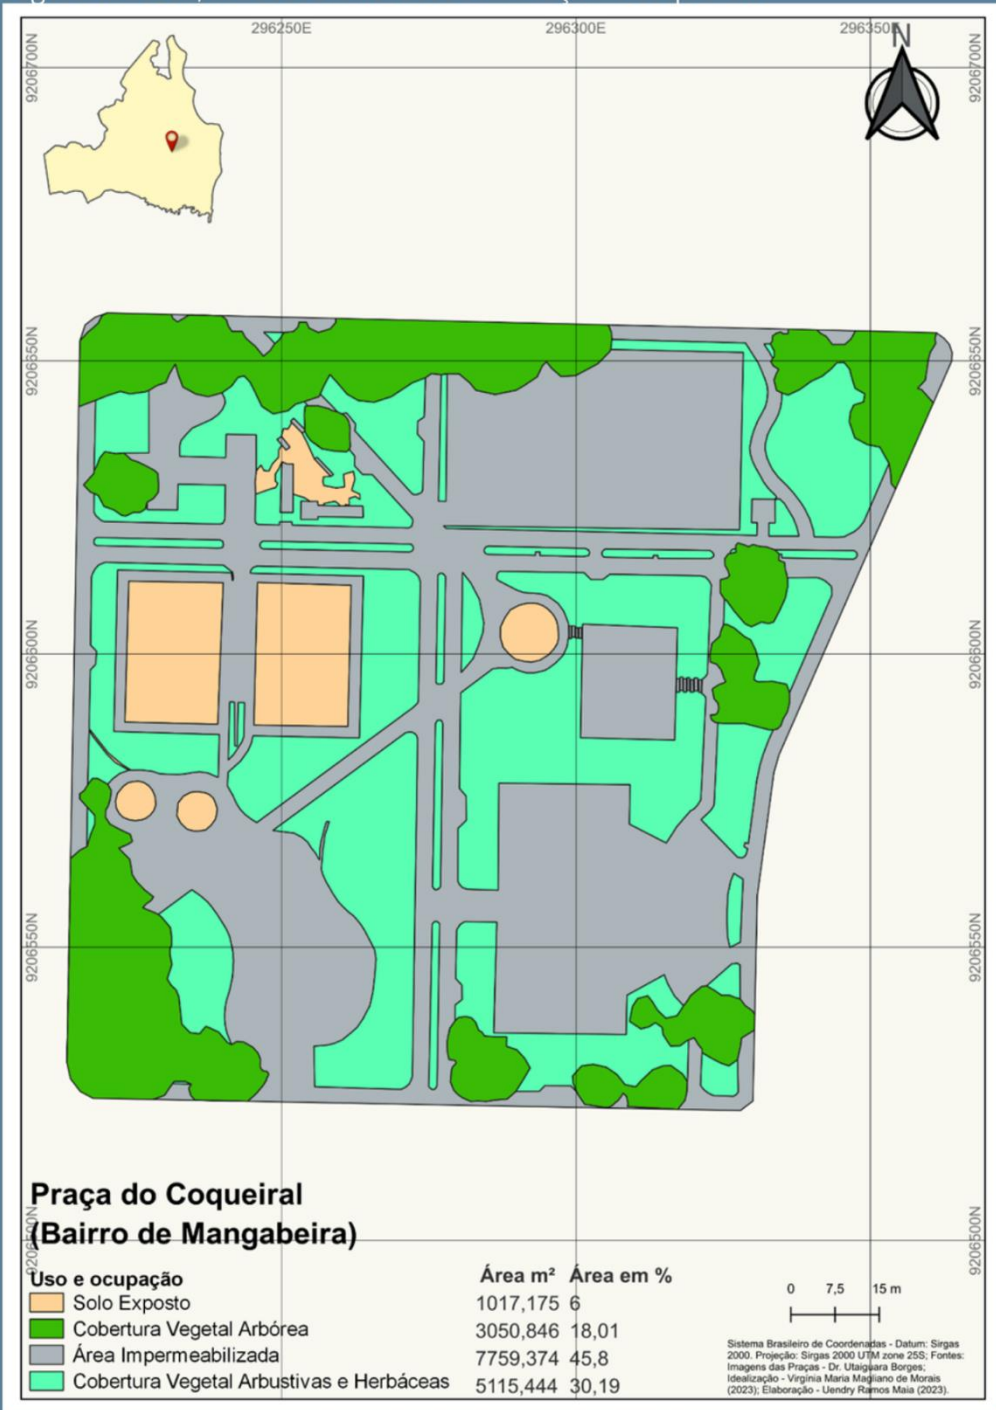 296250E
296300E
296350E
N
9206700N
9206700N
9206650N
9206650N
9206600N
9206600N
9206550N
9206550N
9206500N
9206500N
Praça do Coqueiral
(Bairro de Mangabeira)
Uso e ocupação Área m² Área em %
Solo Exposto 1017,175 6
Cobertura Vegetal Arbórea 3050,846 18,01
Área Impermeabilizada 7759,374 45,8
Cobertura Vegetal Arbustivas e Herbáceas 5115,444 30,19
0 7,5 15 m
Sistema Brasileiro de Coordenadas - Datum: Sirgas
2000. Projeção: Sirgas 2000 UTM zone 25S; Fontes:
Imagens das Praças - Dr. Utaiguara Borges;
Idealização - Virgínia Maria Magliano de Morais
(2023); Elaboração - Uendry Ramos Maia (2023).